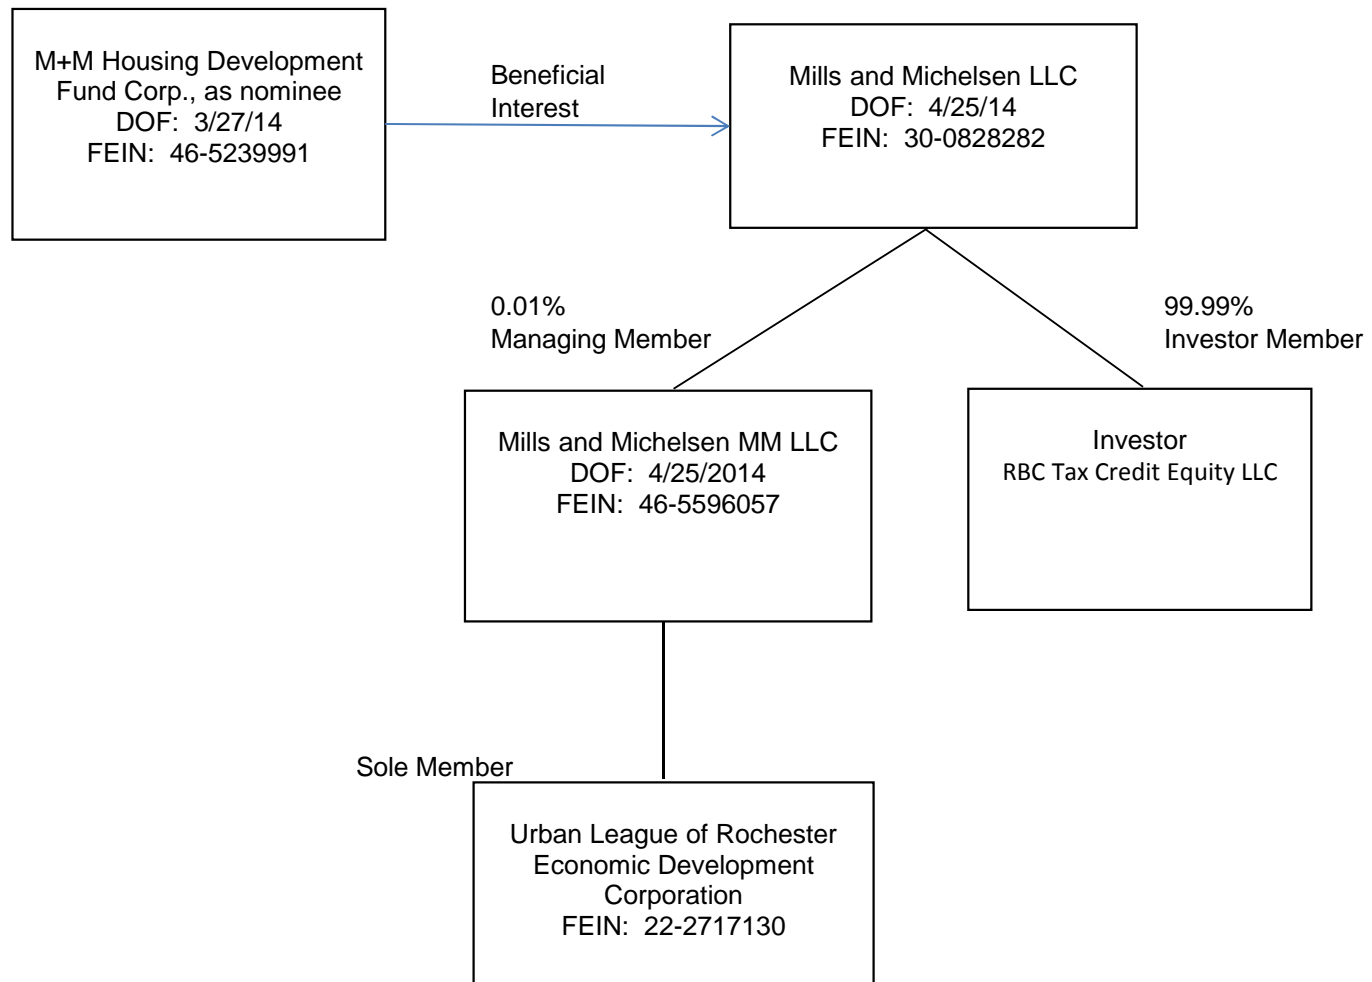 M+M Housing Development
Fund Corp., as nominee
DOF: 3/27/14
FEIN: 46-5239991
Beneficial
Interest
Mills and Michelsen LLC
DOF: 4/25/14
FEIN: 30-0828282
0.01%
Managing Member
99.99%
Investor Member
Mills and Michelsen MM LLC
DOF: 4/25/2014
FEIN: 46-5596057
Investor
RBC Tax Credit Equity LLC
Sole Member
Urban League of Rochester
Economic Development
Corporation
FEIN: 22-2717130